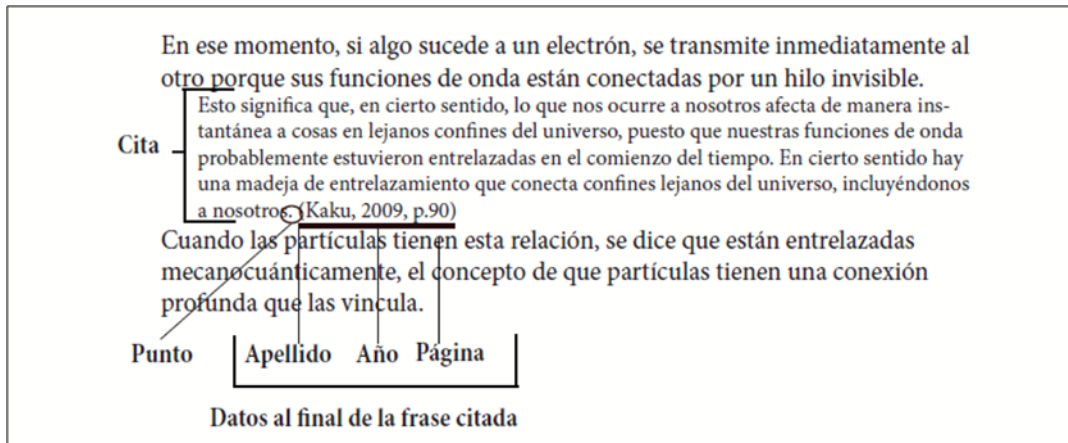 En ese momento, si algo sucede a un electrón, se transmite inmediatamente al
otro porque sus funciones de onda están conectadas por un hilo invisible.
Esto significa que, en cierto sentido, lo que nos ocurre a nosotros afecta de manera ins-
tantánea a cosas en lejanos confines del universo, puesto que nuestras funciones de onda
Cita
probablemente estuvieron entrelazadas en el comienzo del tiempo. En cierto sentido hay
una madeja de entrelazamiento que conecta confines lejanos del universo, incluyéndonos
a nosotros. (Kaku, 2009, p.90)
Cuando las partículas tienen esta relación, se dice que están entrelazadas
mecanocuánticamente, el concepto de que partículas tienen una conexión
profunda que las vincula.
Punto Apellido Año Página
Datos al final de la frase citada